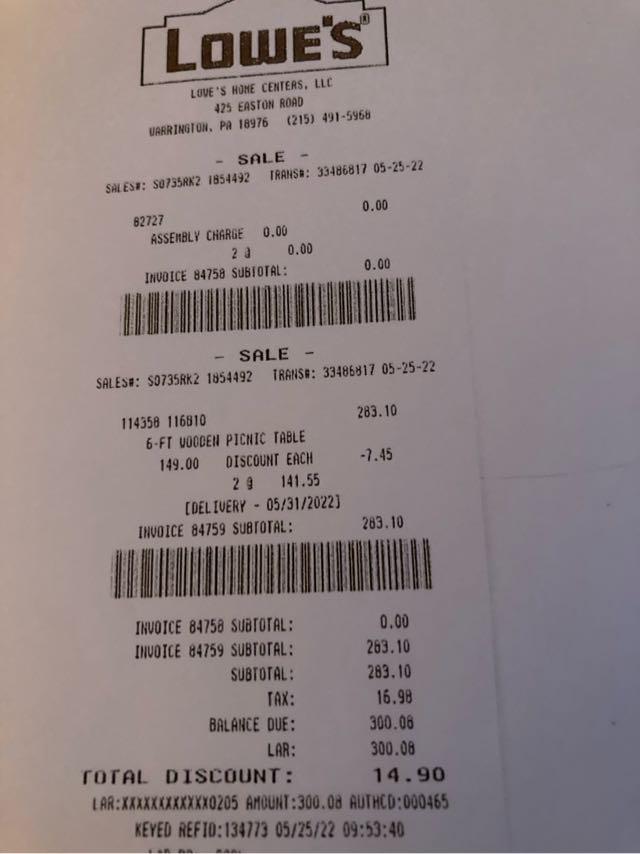 LOWE'S®
LOWE'S HOME CENTERS, LLC
425 EASTON ROAD
WARRINGTON, PA 18976 (215) 491-5968
- SALE -
SALES#: S0735RK2 1854492 TRANS#: 33486817 05-25-22
82727 0.00
ASSEMBLY CHARGE 0.00
2 @ 0.00
INVOICE 84758 SUBTOTAL: 0.00
- SALE -
SALES#: S0735RK2 1854492 TRANS#: 33486817 05-25-22
114358 116810 283.10
6-FT WOODEN PICNIC TABLE
149.00 DISCOUNT EACH -7.45
2 @ 141.55
[DELIVERY - 05/31/2022]
INVOICE 84759 SUBTOTAL: 283.10
INVOICE 84758 SUBTOTAL: 0.00
INVOICE 84759 SUBTOTAL: 283.10
SUBTOTAL: 283.10
TAX: 16.98
BALANCE DUE: 300.08
LAR: 300.08
TOTAL DISCOUNT: 14.90
LAR:XXXXXXXXXXXX0205 AMOUNT:300.08 AUTHCD:000465
KEYED REFID:134773 05/25/22 09:53:40